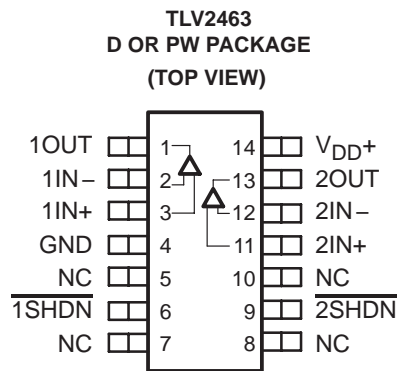 TLV2463
D OR PW PACKAGE
(TOP VIEW)
1OUT 1 14 VDD+
1IN− 2 13 2OUT
1IN+ 3 12 2IN−
GND 4 11 2IN+
NC 5 10 NC
1SHDN 6 9 2SHDN
NC 7 8 NC